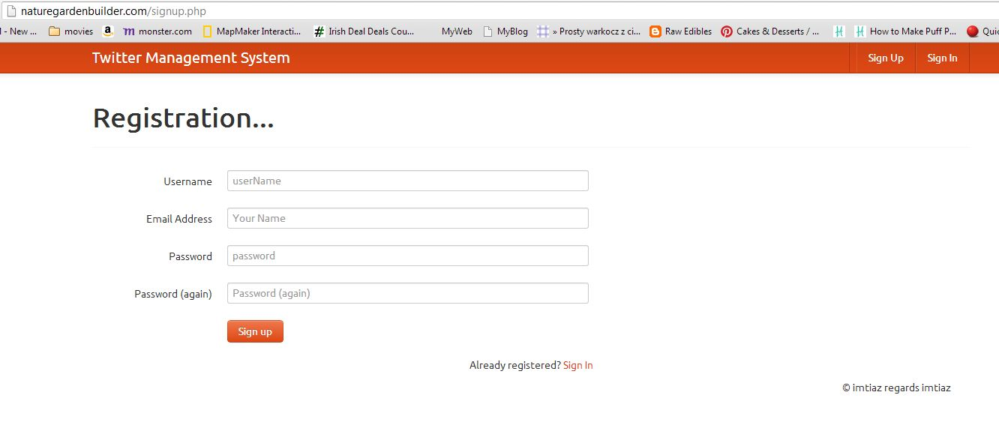 naturegardenbuilder.com/signup.php
- New ... movies monster.com MapMaker Interacti... Irish Deal Deals Cou... MyWeb MyBlog » Prosty warkocz z ci... Raw Edibles Cakes & Desserts / ... How to Make Puff P... Quic
Twitter Management System Sign Up Sign In
Registration...
Username userName
Email Address Your Name
Password password
Password (again) Password (again)
Sign up
Already registered? Sign In
© imtiaz regards imtiaz